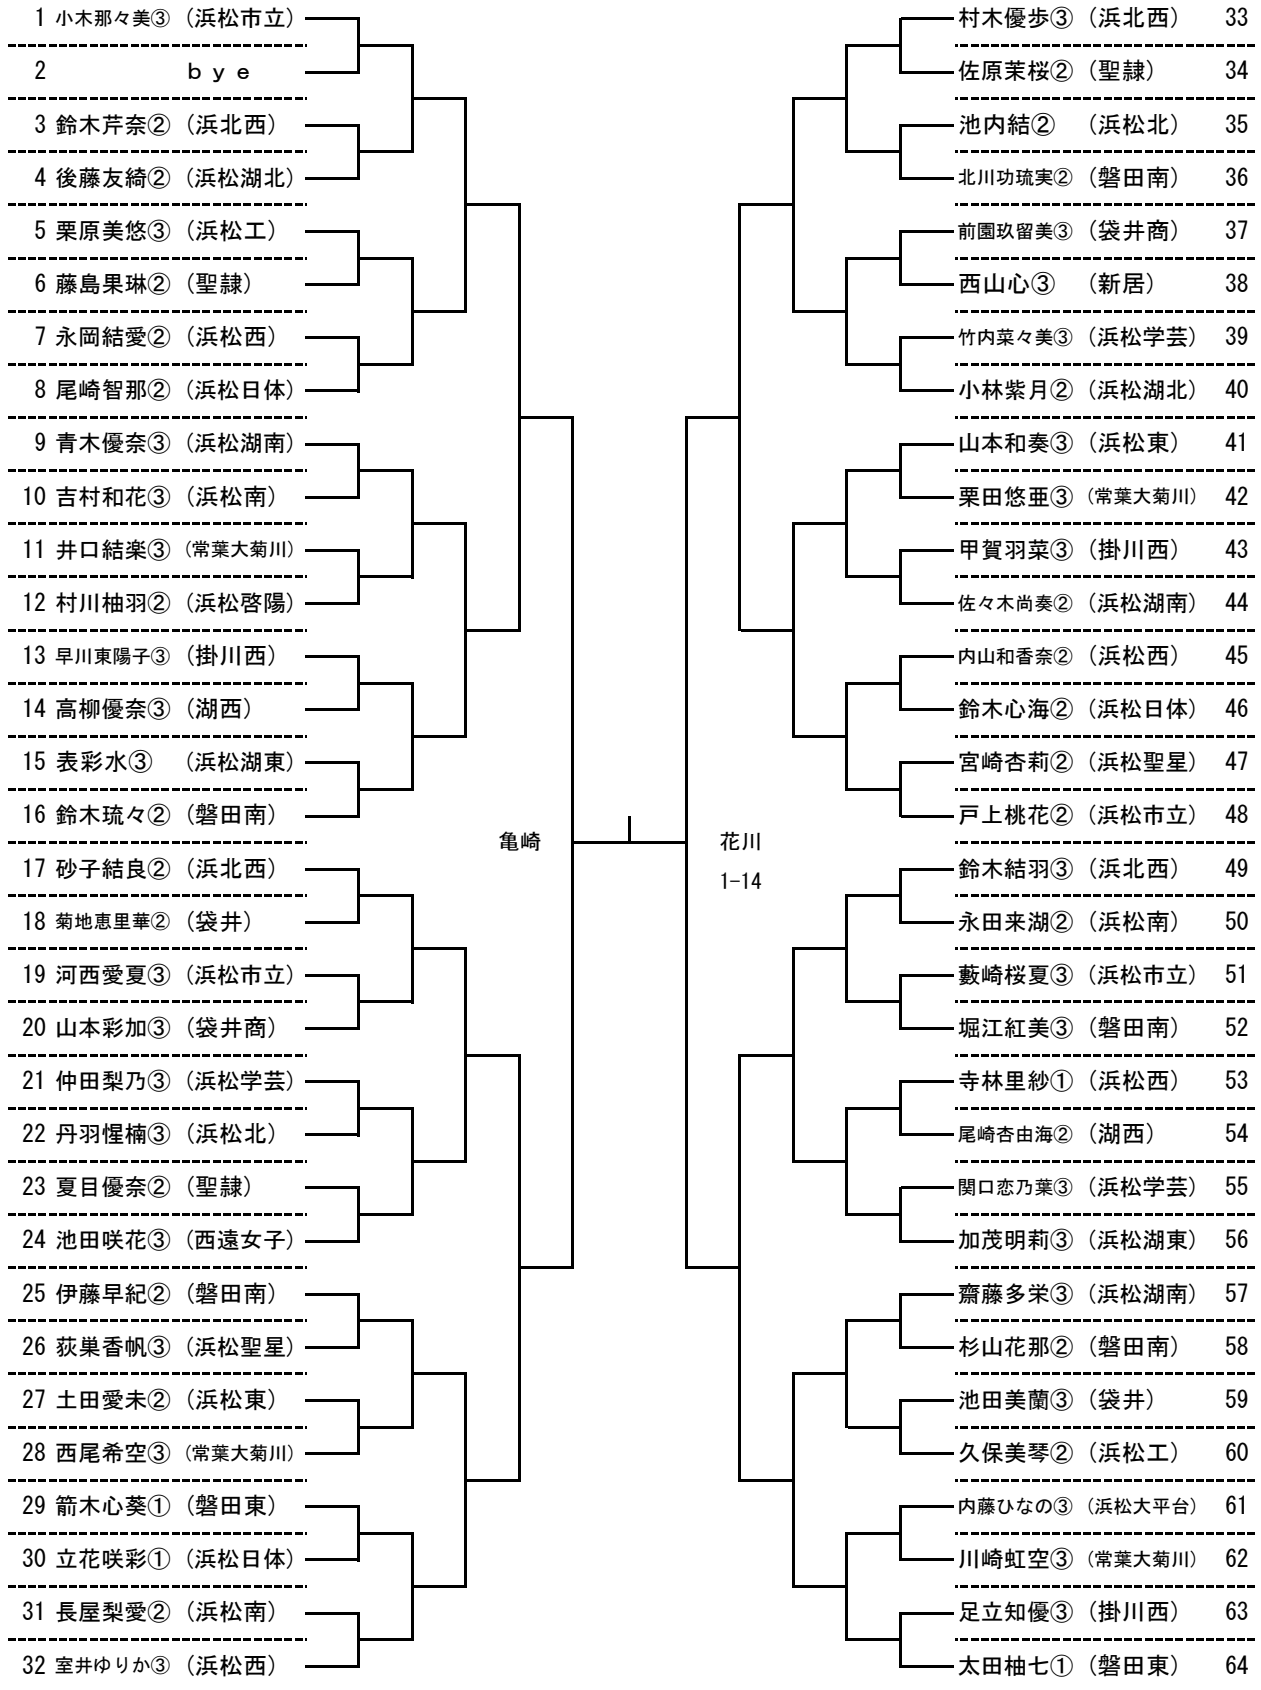 1 小木那々美③ (浜松市立)
2 ｂｙｅ
3 鈴木芹奈② (浜北西)
4 後藤友綺② (浜松湖北)
5 栗原美悠③ (浜松工)
6 藤島果琳② (聖隷)
7 永岡結愛② (浜松西)
8 尾崎智那② (浜松日体)
9 青木優奈③ (浜松湖南)
10 吉村和花③ (浜松南)
11 井口結楽③ (常葉大菊川)
12 村川柚羽② (浜松啓陽)
13 早川東陽子③ (掛川西)
14 高柳優奈③ (湖西)
15 表彩水③ (浜松湖東)
16 鈴木琉々② (磐田南)
17 砂子結良② (浜北西)
18 菊地恵里華② (袋井)
19 河西愛夏③ (浜松市立)
20 山本彩加③ (袋井商)
21 仲田梨乃③ (浜松学芸)
22 丹羽惺楠③ (浜松北)
23 夏目優奈② (聖隷)
24 池田咲花③ (西遠女子)
25 伊藤早紀② (磐田南)
26 荻巣香帆③ (浜松聖星)
27 土田愛未② (浜松東)
28 西尾希空③ (常葉大菊川)
29 箭木心葵① (磐田東)
30 立花咲彩① (浜松日体)
31 長屋梨愛② (浜松南)
32 室井ゆりか③ (浜松西)
亀崎
花川
1-14
村木優歩③ (浜北西) 33
佐原茉桜② (聖隷) 34
池内結② (浜松北) 35
北川功琉実② (磐田南) 36
前園玖留美③ (袋井商) 37
西山心③ (新居) 38
竹内菜々美③ (浜松学芸) 39
小林紫月② (浜松湖北) 40
山本和奏③ (浜松東) 41
栗田悠亜③ (常葉大菊川) 42
甲賀羽菜③ (掛川西) 43
佐々木尚奏② (浜松湖南) 44
内山和香奈② (浜松西) 45
鈴木心海② (浜松日体) 46
宮崎杏莉② (浜松聖星) 47
戸上桃花② (浜松市立) 48
鈴木結羽③ (浜北西) 49
永田来湖② (浜松南) 50
藪崎桜夏③ (浜松市立) 51
堀江紅美③ (磐田南) 52
寺林里紗① (浜松西) 53
尾崎杏由海② (湖西) 54
関口恋乃葉③ (浜松学芸) 55
加茂明莉③ (浜松湖東) 56
齋藤多栄③ (浜松湖南) 57
杉山花那② (磐田南) 58
池田美蘭③ (袋井) 59
久保美琴② (浜松工) 60
内藤ひなの③ (浜松大平台) 61
川崎虹空③ (常葉大菊川) 62
足立知優③ (掛川西) 63
太田柚七① (磐田東) 64